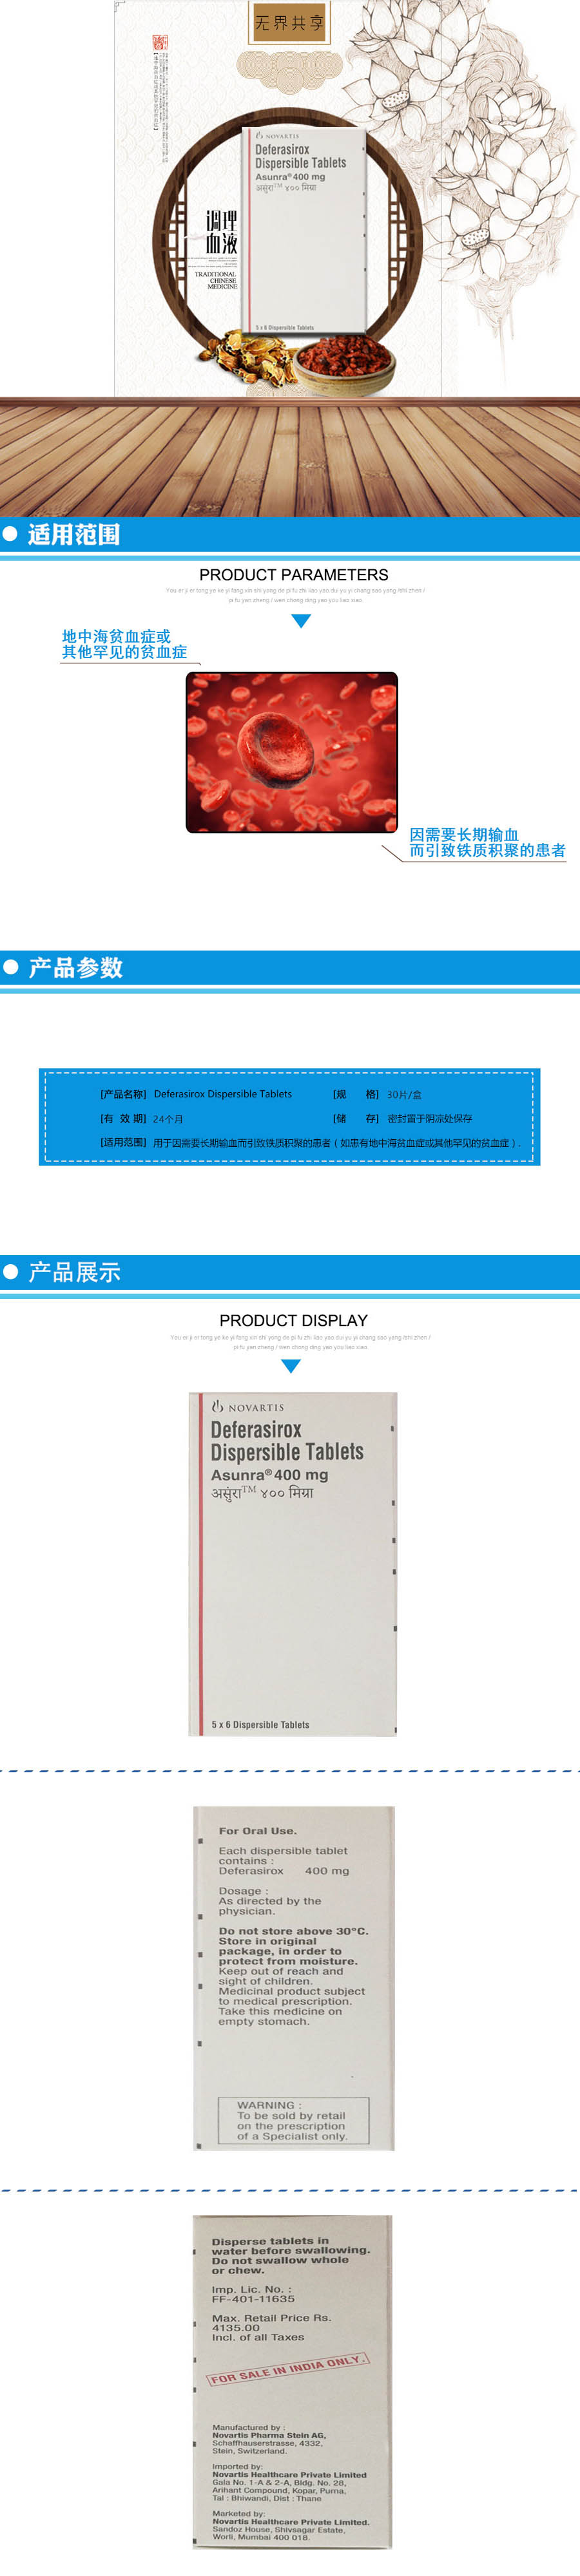 无界共享
NOVARTIS
Deferasirox
Dispersible Tablets
Asunra® 400 mg
असुंरा™ ४०० मिग्रा
调理
血液
TRADITIONAL
CHINESE
MEDICINE
5 x 6 Dispersible Tablets
适用范围
PRODUCT PARAMETERS
You er ji er tong ye ke yi fang xin shi yong de pi fu zhi liao yao dui yu yi chang sao yang /shi zhen /
pi fu yan zheng / wen chong ding yao you liao xiao
地中海贫血症或
其他罕见的贫血症
因需要长期输血
而引致铁质积聚的患者
产品参数
[产品名称] Deferasirox Dispersible Tablets [规 格] 30片/盒
[有 效 期] 24个月 [储 存] 密封置于阴凉处保存
[适用范围] 用于因需要长期输血而引致铁质积聚的患者（如患有地中海贫血症或其他罕见的贫血症）.
产品展示
PRODUCT DISPLAY
You er ji er tong ye ke yi fang xin shi yong de pi fu zhi liao yao dui yu yi chang sao yang /shi zhen /
pi fu yan zheng / wen chong ding yao you liao xiao
NOVARTIS
Deferasirox
Dispersible Tablets
Asunra® 400 mg
असुंरा™ ४०० मिग्रा
5 x 6 Dispersible Tablets
For Oral Use.
Each dispersible tablet
contains :
Deferasirox 400 mg
Dosage :
As directed by the
physician.
Do not store above 30°C.
Store in original
package, in order to
protect from moisture.
Keep out of reach and
sight of children.
Medicinal product subject
to medical prescription.
Take this medicine on
empty stomach.
WARNING :
To be sold by retail
on the prescription
of a Specialist only.
Disperse tablets in
water before swallowing.
Do not swallow whole
or chew.
Imp. Lic. No. :
FF-401-11635
Max. Retail Price Rs.
4135.00
Incl. of all Taxes
FOR SALE IN INDIA ONLY.
Manufactured by :
Novartis Pharma Stein AG,
Schaffhauserstrasse, 4332,
Stein, Switzerland.
Imported by:
Novartis Healthcare Private Limited
Gala No. 1-A & 2-A, Bldg. No. 28,
Arihant Compound, Kopar, Purna,
Tal : Bhiwandi, Dist : Thane
Marketed by:
Novartis Healthcare Private Limited.
Sandoz House, Shivsagar Estate,
Worli, Mumbai 400 018.